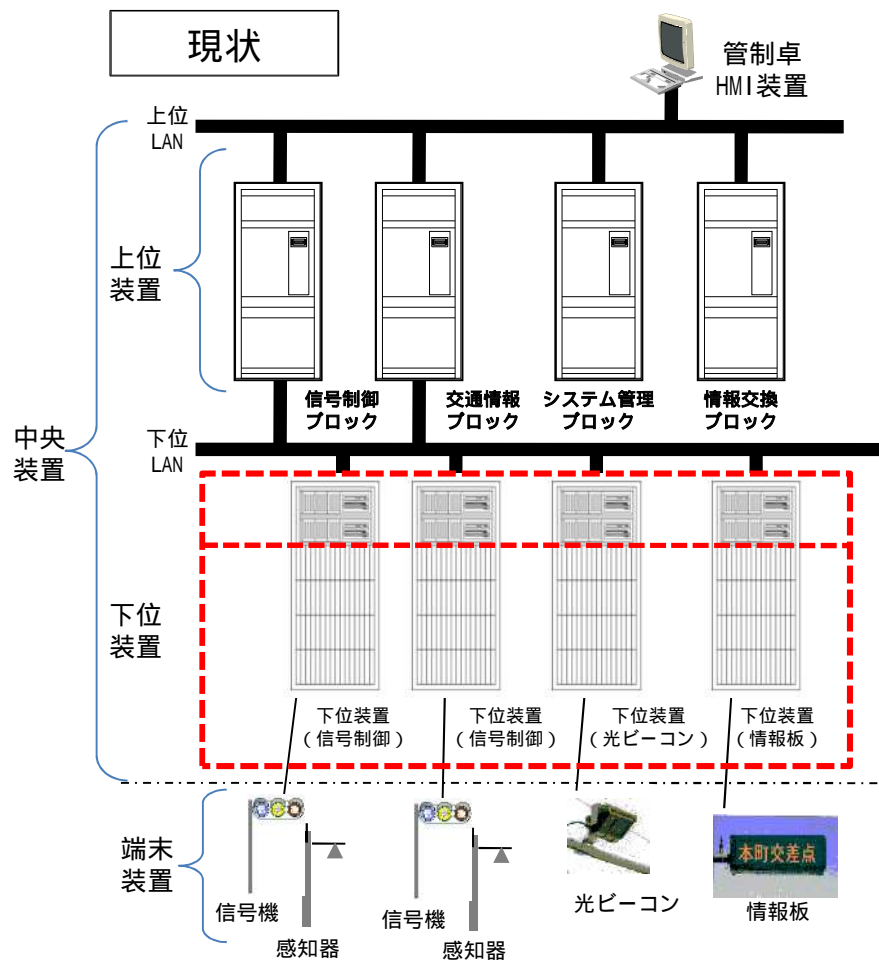 現状
管制卓
HMI装置
上位
LAN
上位
装置
信号制御
ブロック
交通情報
ブロック
システム管理
ブロック
情報交換
ブロック
中央
装置
下位
LAN
下位
装置
下位装置
(信号制御)
下位装置
(信号制御)
下位装置
(光ビーコン)
下位装置
(情報板)
端末
装置
信号機
感知器
信号機
感知器
光ビーコン
本町交差点
情報板